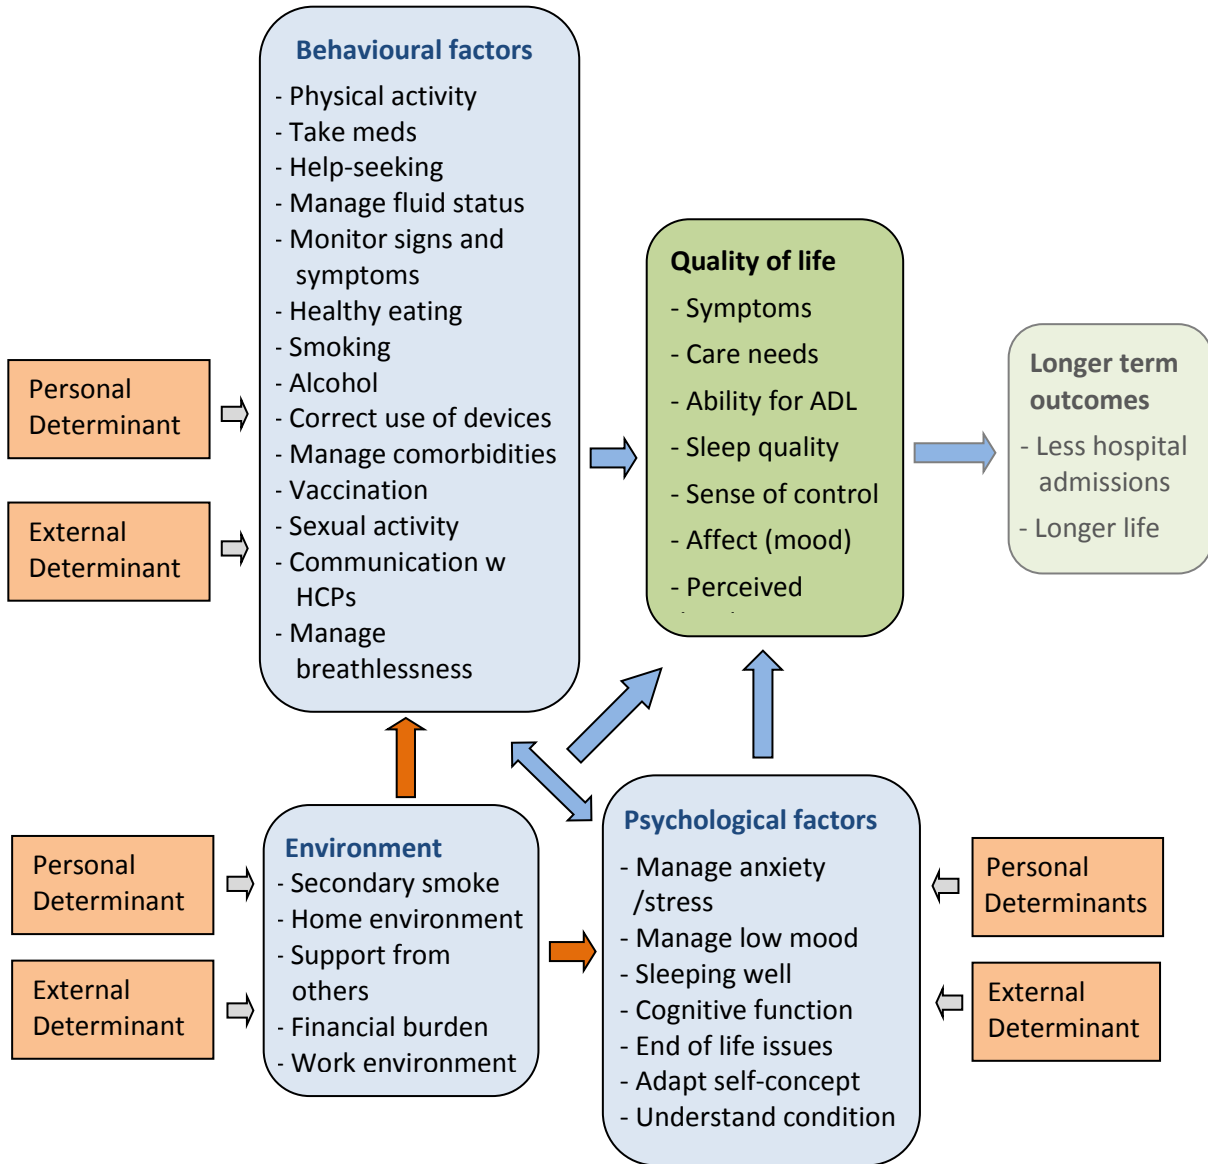 Behavioural factors
- Physical activity
- Take meds
- Help-seeking
- Manage fluid status
- Monitor signs and
symptoms
- Healthy eating
- Smoking
- Alcohol
- Correct use of devices
- Manage comorbidities
- Vaccination
- Sexual activity
- Communication w
HCPs
- Manage
breathlessness
Personal
Determinant
External
Determinant
Quality of life
- Symptoms
- Care needs
- Ability for ADL
- Sleep quality
- Sense of control
- Affect (mood)
- Perceived
Longer term
outcomes
- Less hospital
admissions
- Longer life
Personal
Determinant
External
Determinant
Environment
- Secondary smoke
- Home environment
- Support from
others
- Financial burden
- Work environment
Psychological factors
- Manage anxiety
/stress
- Manage low mood
- Sleeping well
- Cognitive function
- End of life issues
- Adapt self-concept
- Understand condition
Personal
Determinants
External
Determinant